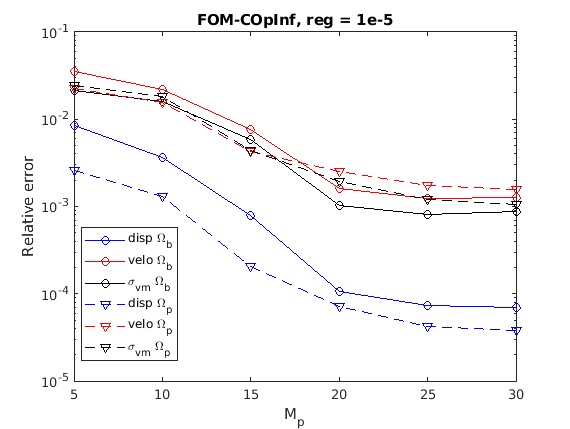 FOM-COpInf, reg = 1e-5
10^-1
10^-2
10^-3
10^-4
10^-5
Relative error
disp Ω_b
velo Ω_b
σ_vm Ω_b
disp Ω_p
velo Ω_p
σ_vm Ω_p
5 10 15 20 25 30
M_p